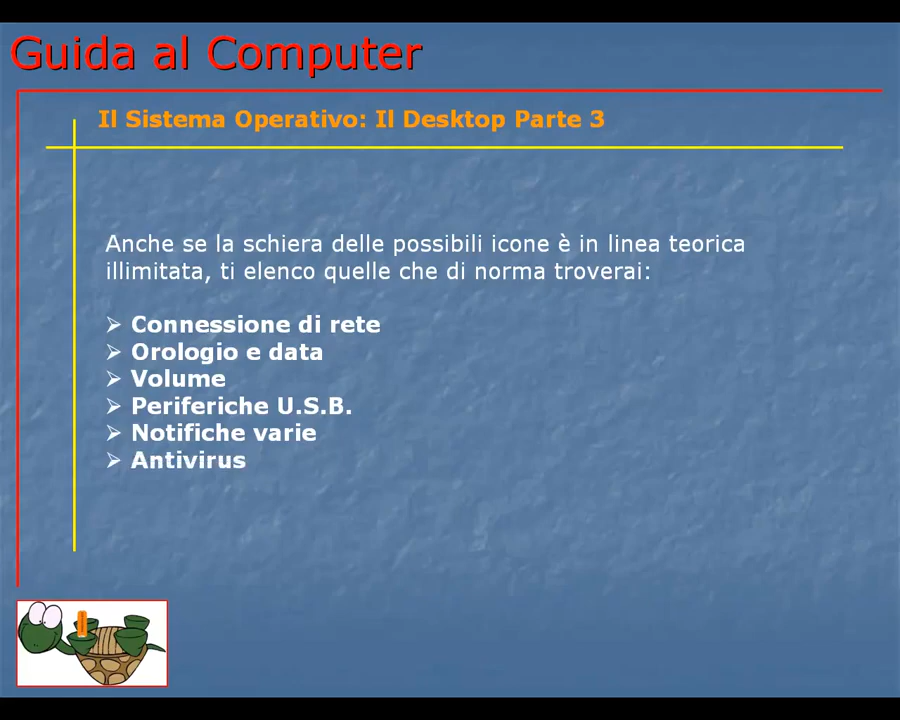 Guida al Computer
Il Sistema Operativo: Il Desktop Parte 3
Anche se la schiera delle possibili icone è in linea teorica
illimitata, ti elenco quelle che di norma troverai:
Connessione di rete
Orologio e data
Volume
Periferiche U.S.B.
Notifiche varie
Antivirus